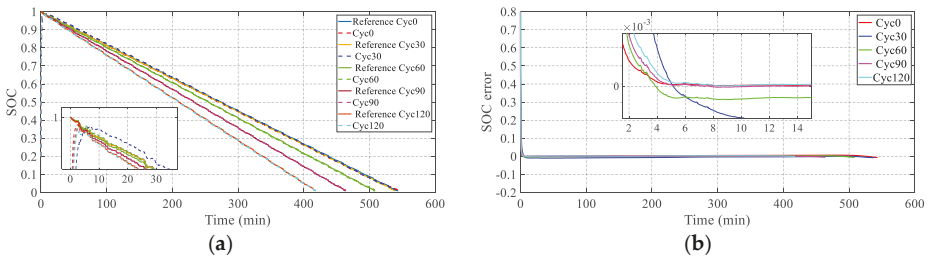 SOC
1
0.9
0.8
0.7
0.6
0.5
0.4
0.3
0.2
0.1
0
0 100 200 300 400 500 600
Time (min)
Reference Cyc0
Cyc0
Reference Cyc30
Cyc30
Reference Cyc60
Cyc60
Reference Cyc90
Cyc90
Reference Cyc120
Cyc120
1
0 10 20 30
(a)
SOC error
0.8
0.7
0.6
0.5
0.4
0.3
0.2
0.1
0
-0.1
-0.2
0 100 200 300 400 500 600
Time (min)
×10⁻³
0
2 4 6 8 10 12 14
Cyc0
Cyc30
Cyc60
Cyc90
Cyc120
(b)